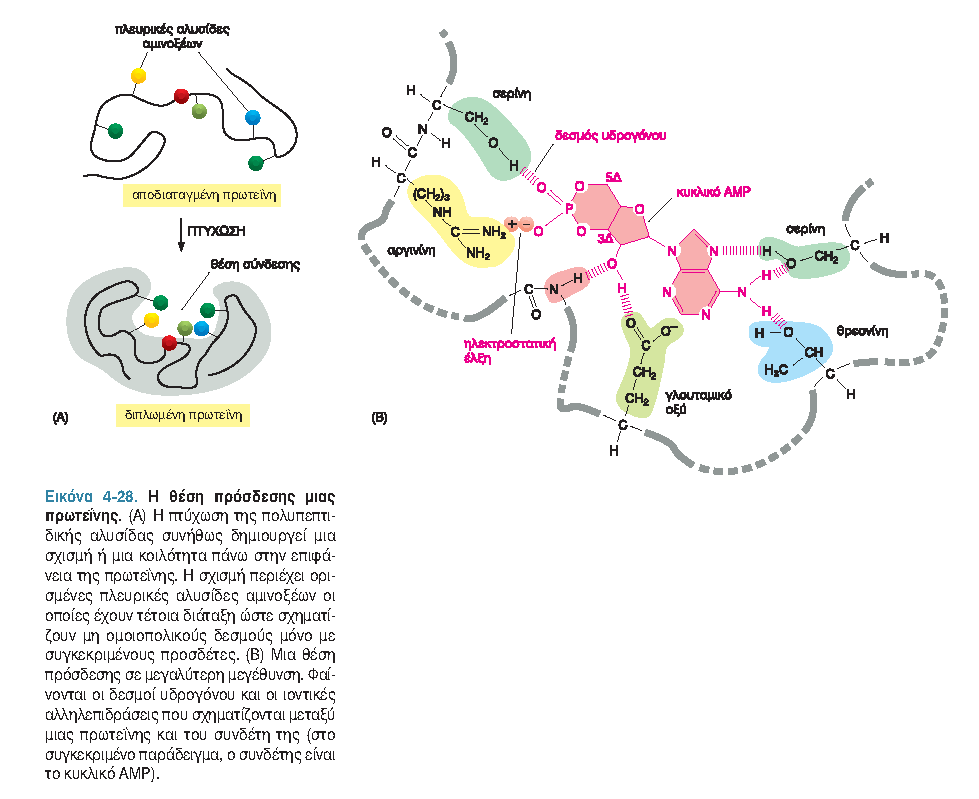 πλευρικές αλυσίδες
αμινοξέων
αποδιαταγμένη πρωτεΐνη
ΠΤΥΧΩΣΗ
θέση σύνδεσης
διπλωμένη πρωτεΐνη
(A)
σερίνη
H
C
CH2
O
H
N
H
O
C
H
C
(CH2)3
NH
C
NH2
NH2
αργινίνη
+
−
δεσμός υδρογόνου
O
P
O
O
O
5Δ
O
3Δ
κυκλικό AMP
O
H
N
N
N
N
N
H
H
σερίνη
H
O
CH2
C
H
θρεονίνη
H
O
CH
H3C
C
H
C
O
N
H
ηλεκτροστατική
έλξη
O
O−
C
CH2
CH2
C
H
γλουταμικό
οξύ
(B)
Εικόνα 4-28. Η θέση πρόσδεσης μιας
πρωτεΐνης. (Α) Η πτύχωση της πολυπεπτι-
δικής αλυσίδας συνήθως δημιουργεί μια
σχισμή ή μια κοιλότητα πάνω στην επιφά-
νεια της πρωτεΐνης. Η σχισμή περιέχει ορι-
σμένες πλευρικές αλυσίδες αμινοξέων οι
οποίες έχουν τέτοια διάταξη ώστε σχηματί-
ζουν μη ομοιοπολικούς δεσμούς μόνο με
συγκεκριμένους προσδέτες. (Β) Μια θέση
πρόσδεσης σε μεγαλύτερη μεγέθυνση. Φαί-
νονται οι δεσμοί υδρογόνου και οι ιοντικές
αλληλεπιδράσεις που σχηματίζονται μεταξύ
μιας πρωτεΐνης και του συνδέτη της (στο
συγκεκριμένο παράδειγμα, ο συνδέτης είναι
το κυκλικό AMP).